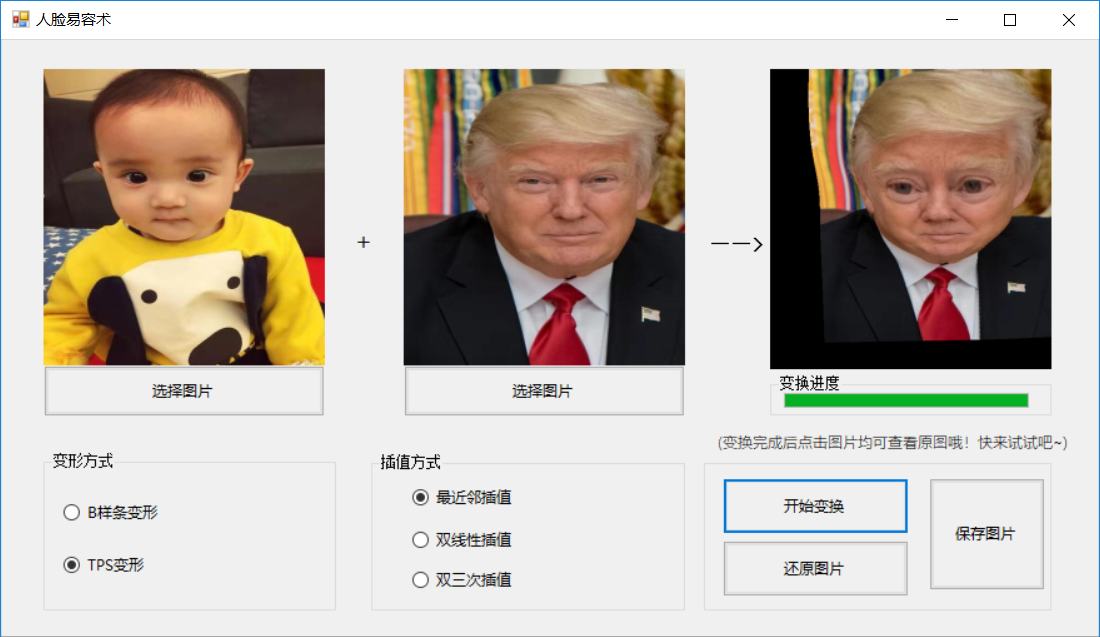 人脸易容术
+
——>
选择图片
选择图片
变换进度
(变换完成后点击图片均可查看原图哦！快来试试吧~)
变形方式
B样条变形
TPS变形
插值方式
最近邻插值
双线性插值
双三次插值
开始变换
还原图片
保存图片